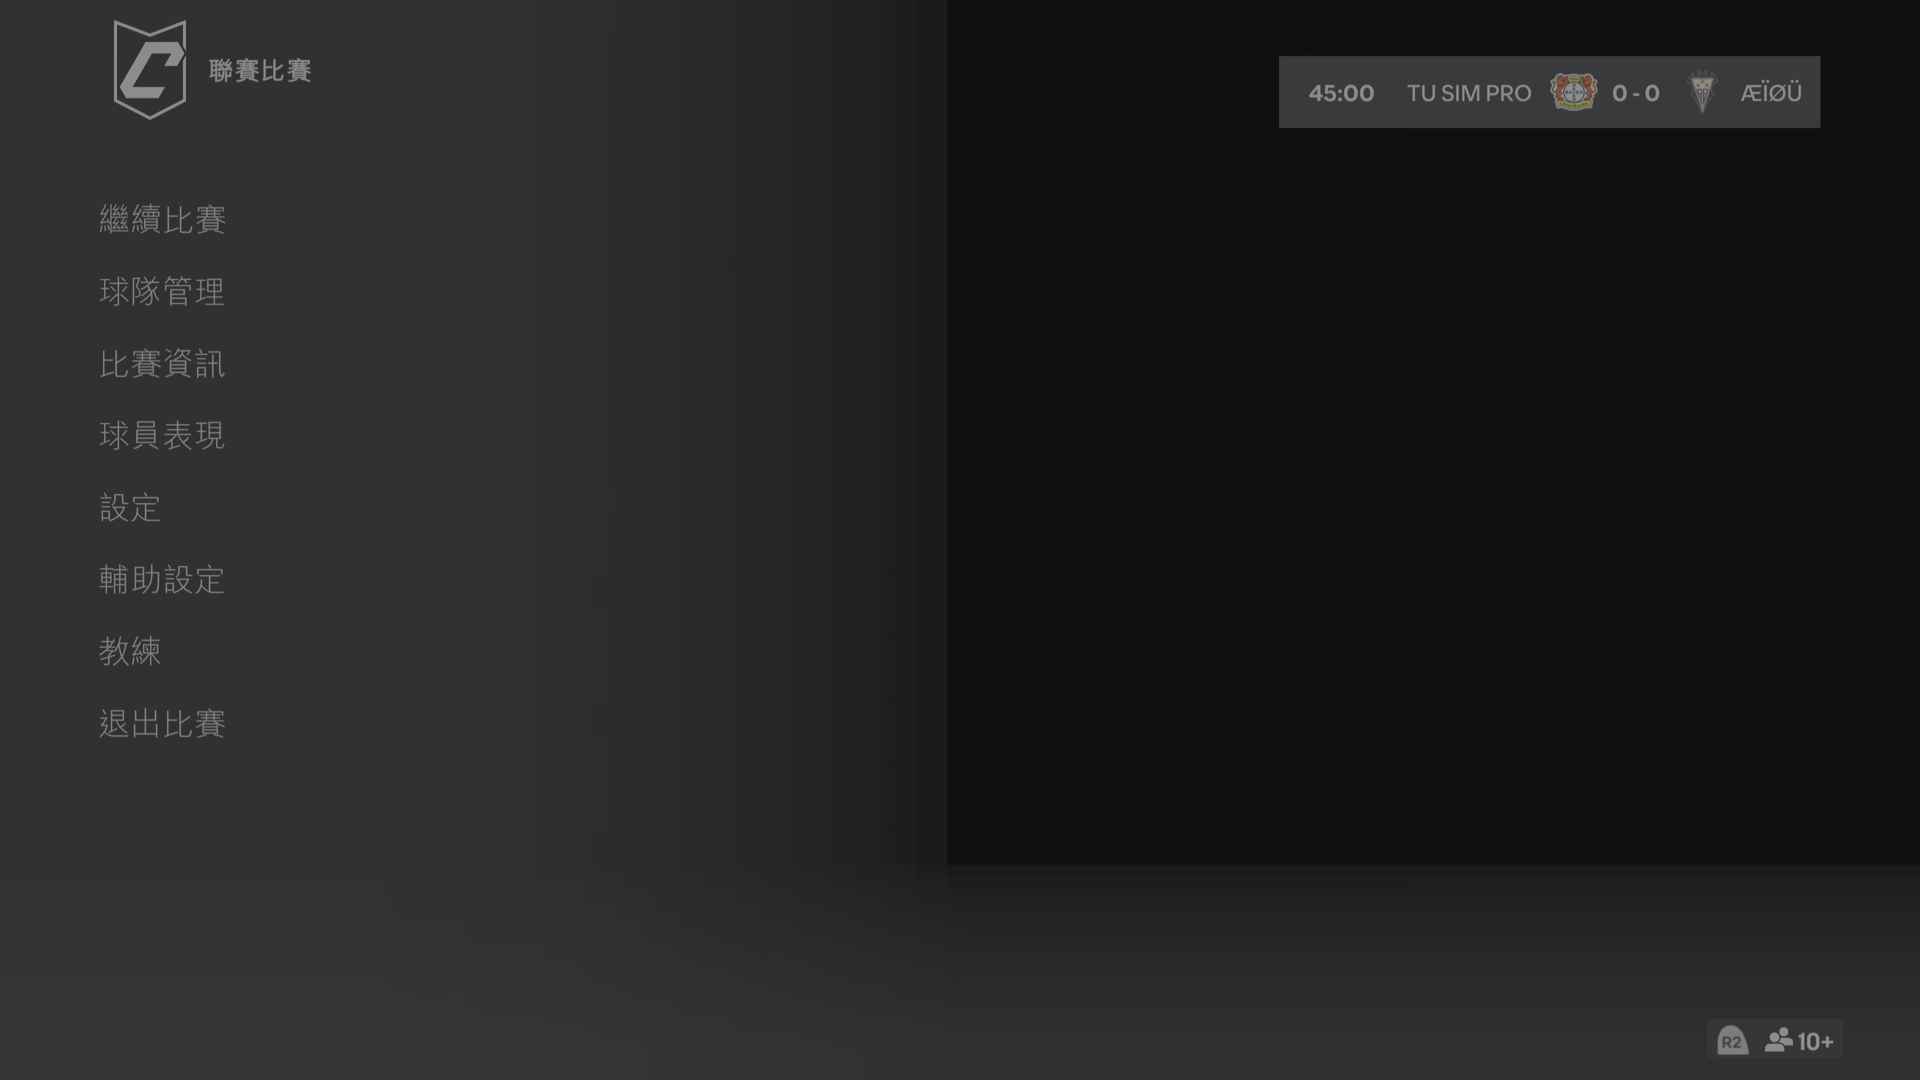 聯賽比賽
45:00 TU SIM PRO 0 - 0 ÆÏØÜ
繼續比賽
球隊管理
比賽資訊
球員表現
設定
輔助設定
教練
退出比賽
R2 10+